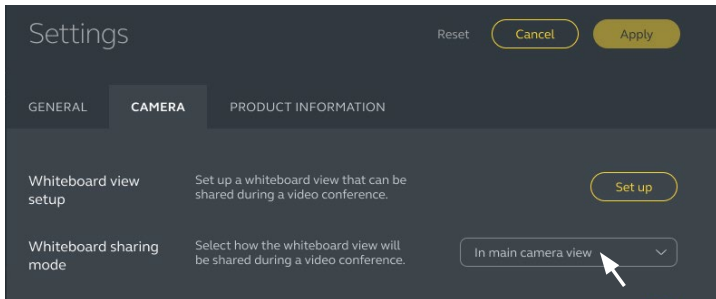 Settings
Reset
Cancel
Apply
GENERAL
CAMERA
PRODUCT INFORMATION
Whiteboard view
setup
Set up a whiteboard view that can be
shared during a video conference.
Set up
Whiteboard sharing
mode
Select how the whiteboard view will
be shared during a video conference.
In main camera view